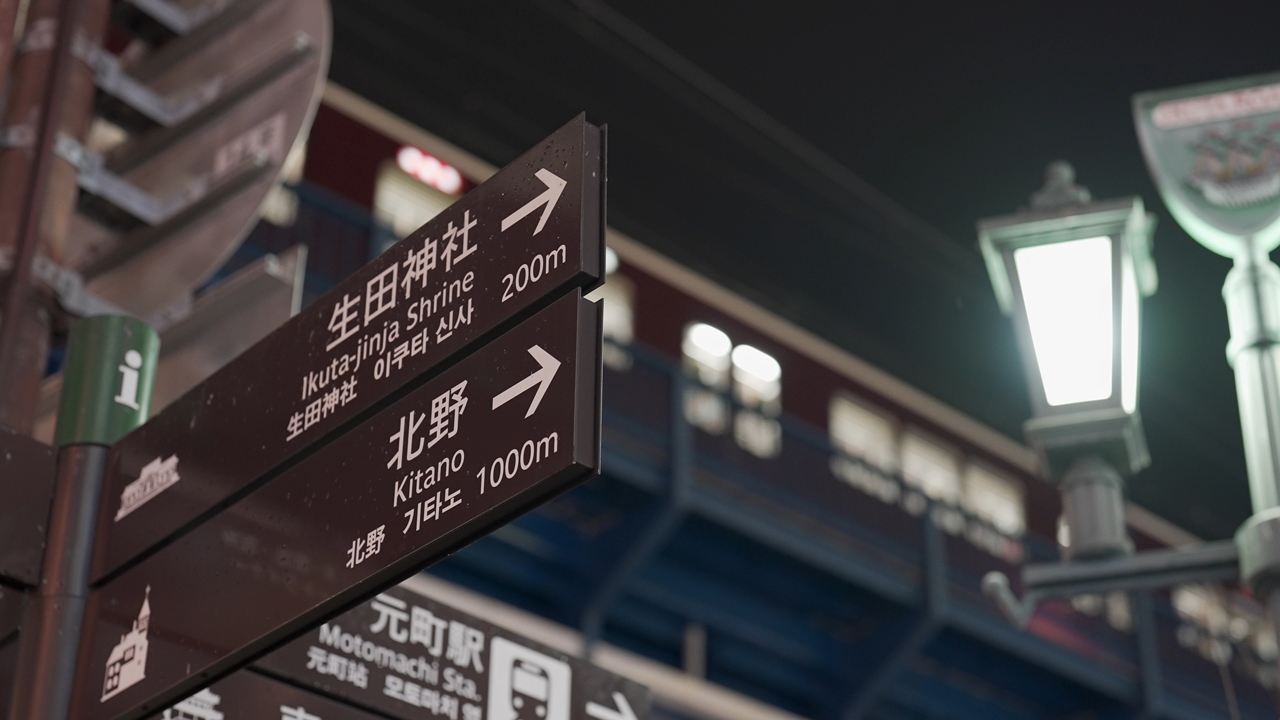 i
生田神社
Ikuta-jinja Shrine
生田神社 이쿠타 신사
200m
北野
Kitano
北野 기타노
1000m
元町駅
Motomachi Sta.
元町站 모토마치 역